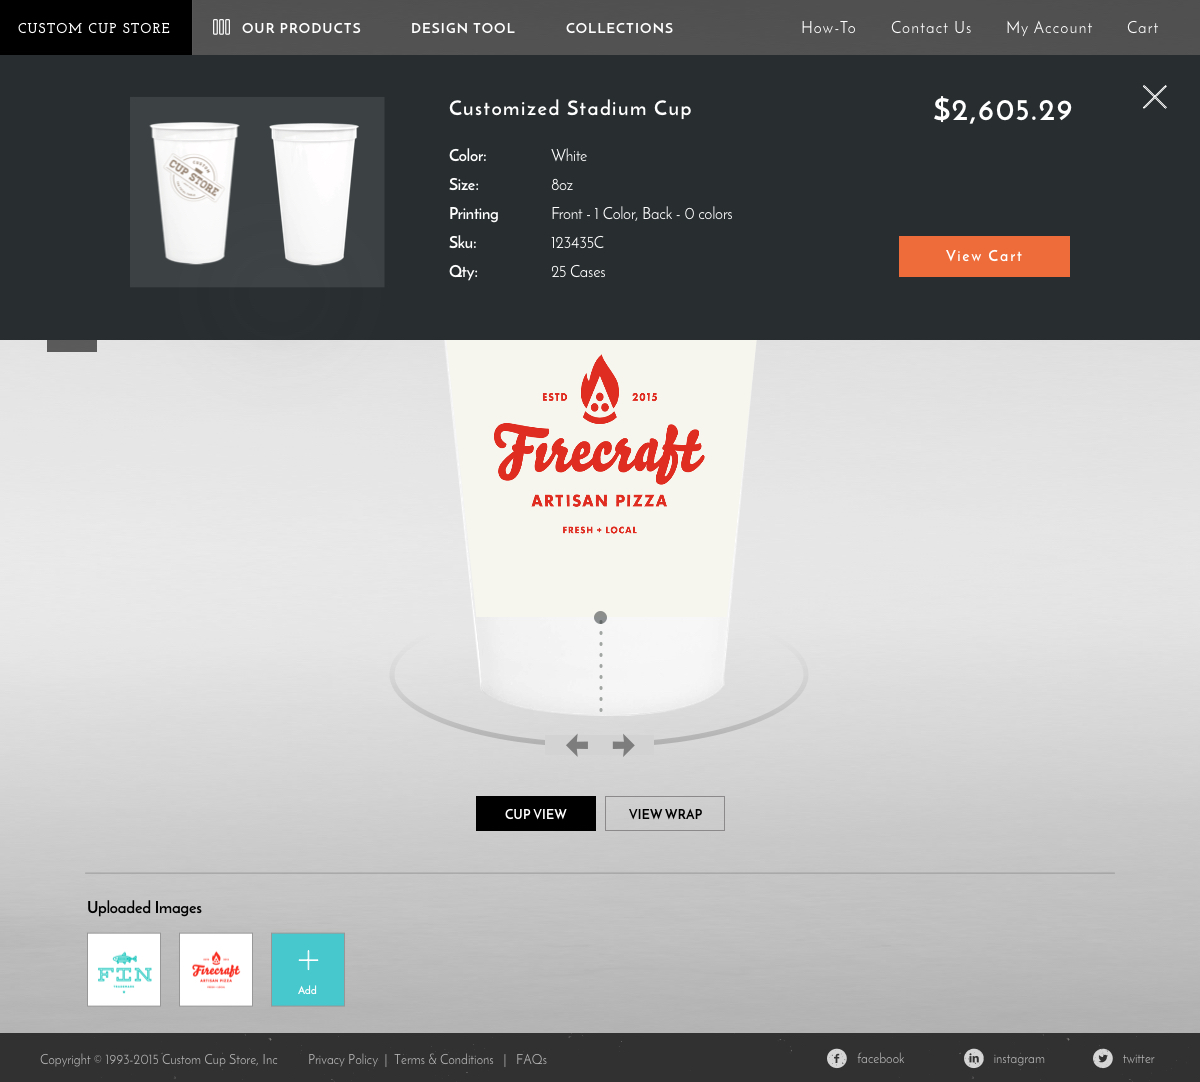 CUSTOM CUP STORE
OUR PRODUCTS
DESIGN TOOL
COLLECTIONS
How-To
Contact Us
My Account
Cart
Customized Stadium Cup
$2,605.29
Color: White
Size: 8oz
Printing Front - 1 Color, Back - 0 colors
Sku: 123435C
Qty: 25 Cases
View Cart
CUSTOM
CUP STORE
ESTD 2015
Firecraft
ARTISAN PIZZA
FRESH + LOCAL
CUP VIEW
VIEW WRAP
Uploaded Images
FIN
Firecraft
ARTISAN PIZZA
Add
Copyright © 1993-2015 Custom Cup Store, Inc
Privacy Policy | Terms & Conditions | FAQs
facebook
instagram
twitter